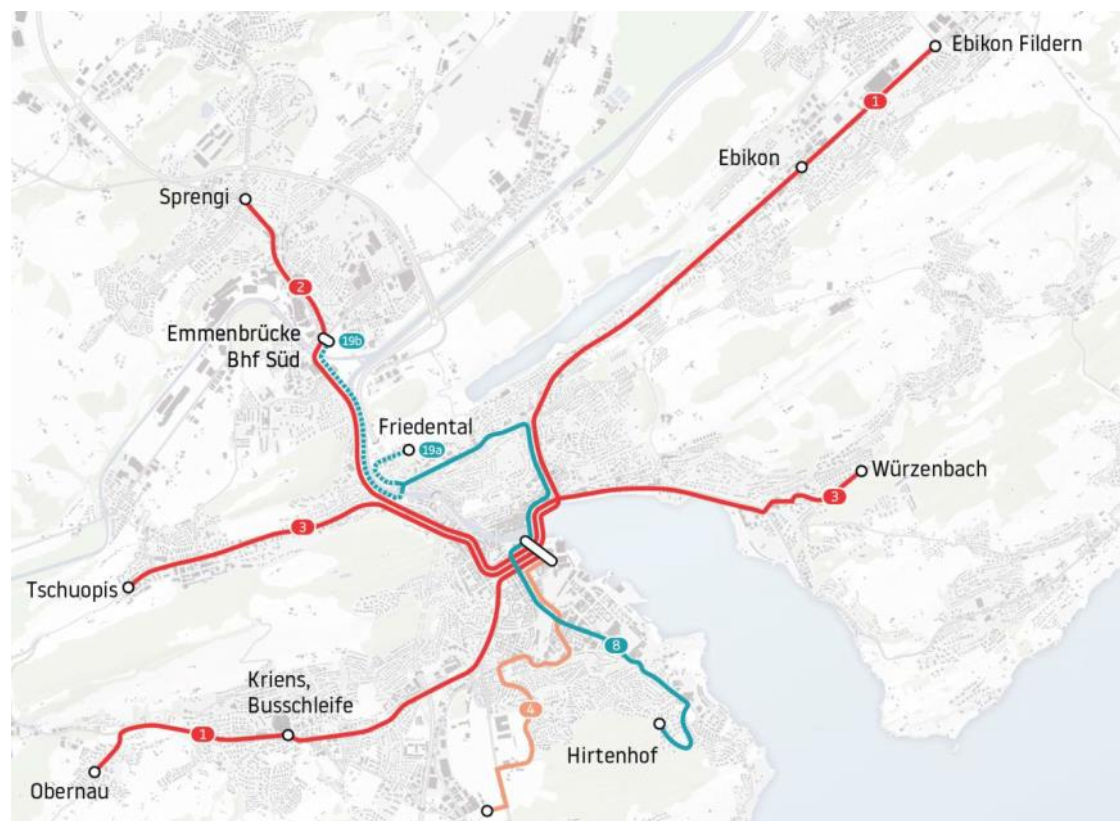 Ebikon Fildern
1
Ebikon
Sprengi
2
Emmenbrücke
Bhf Süd
19b
Friedental
19a
Würzenbach
3
3
Tschuopis
8
Kriens,
Busschleife
4
1
Hirtenhof
Obernau